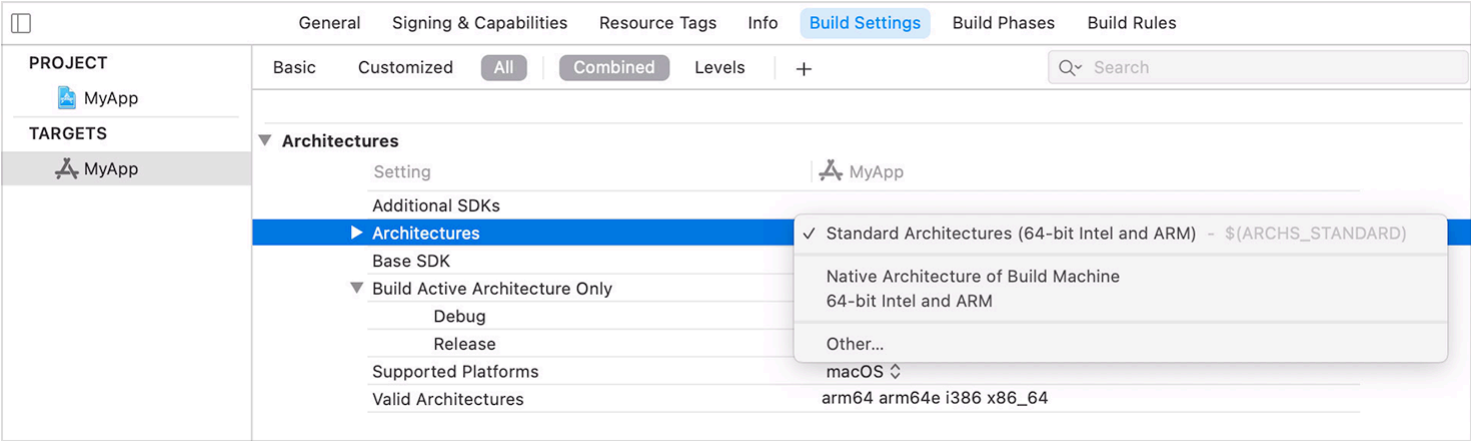 General Signing & Capabilities Resource Tags Info Build Settings Build Phases Build Rules
PROJECT
MyApp
TARGETS
MyApp
Basic Customized All Combined Levels + Search
Architectures
Setting MyApp
Additional SDKs
Architectures ✓ Standard Architectures (64-bit Intel and ARM) - $(ARCHS_STANDARD)
Base SDK
Native Architecture of Build Machine
Build Active Architecture Only
64-bit Intel and ARM
Debug
Release
Other...
Supported Platforms macOS
Valid Architectures arm64 arm64e i386 x86_64